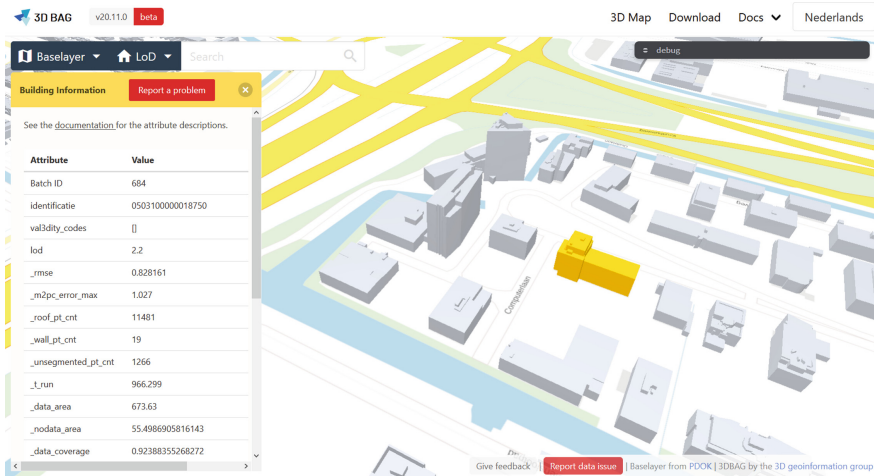 3D BAG v20.11.0 beta 3D Map Download Docs Nederlands
Baselayer LoD Search debug
Building Information Report a problem
See the documentation for the attribute descriptions.
Attribute Value
Batch ID 684
identificatie 0503100000018750
val3dity_codes []
lod 2.2
_rmse 0.828161
_m2pc_error_max 1.027
_roof_pt_cnt 11481
_wall_pt_cnt 19
_unsegmented_pt_cnt 1266
_t_run 966.299
_data_area 673.63
_nodata_area 55.4986905816143
_data_coverage 0.92388355268272
Computerlaan
Give feedback | Report data issue | Baselayer from PDOK | 3DBAG by the 3D geoinformation group